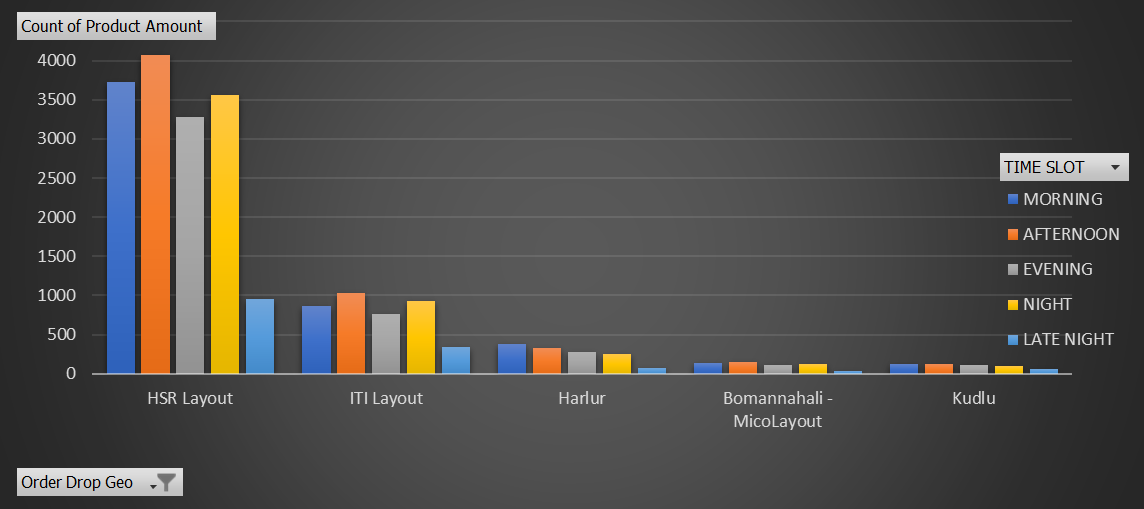 Count of Product Amount
4000
3500
3000
2500
2000
1500
1000
500
0
HSR Layout
ITI Layout
Harlur
Bomannahali -
MicoLayout
Kudlu
TIME SLOT
MORNING
AFTERNOON
EVENING
NIGHT
LATE NIGHT
Order Drop Geo